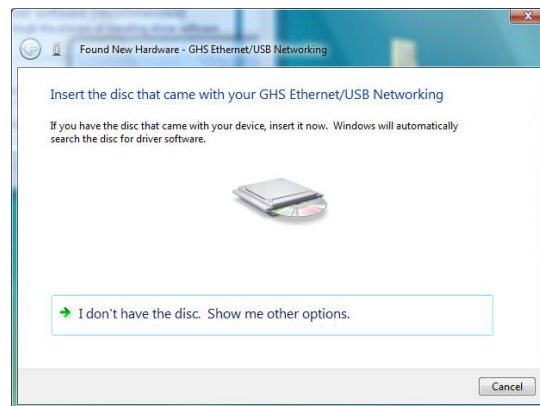 Found New Hardware - GHS Ethernet/USB Networking
Insert the disc that came with your GHS Ethernet/USB Networking
If you have the disc that came with your device, insert it now. Windows will automatically
search the disc for driver software.
I don't have the disc. Show me other options.
Cancel